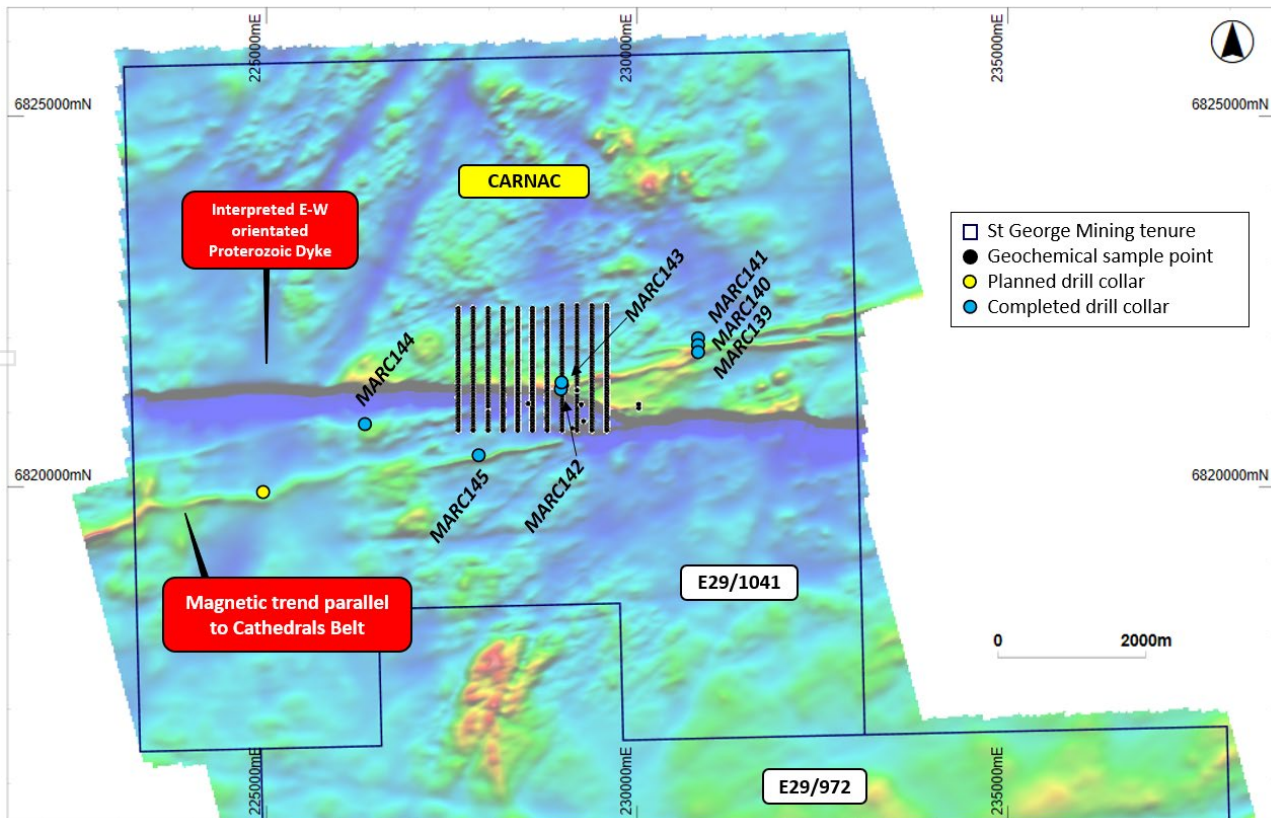 225000mE
230000mE
235000mE
6825000mN
6825000mN
CARNAC
Interpreted E-W
orientated
Proterozoic Dyke
St George Mining tenure
Geochemical sample point
Planned drill collar
Completed drill collar
MARC143
MARC141
MARC140
MARC139
MARC144
6820000mN
6820000mN
MARC145
MARC142
Magnetic trend parallel
to Cathedrals Belt
E29/1041
0 2000m
E29/972
225000mE
230000mE
235000mE